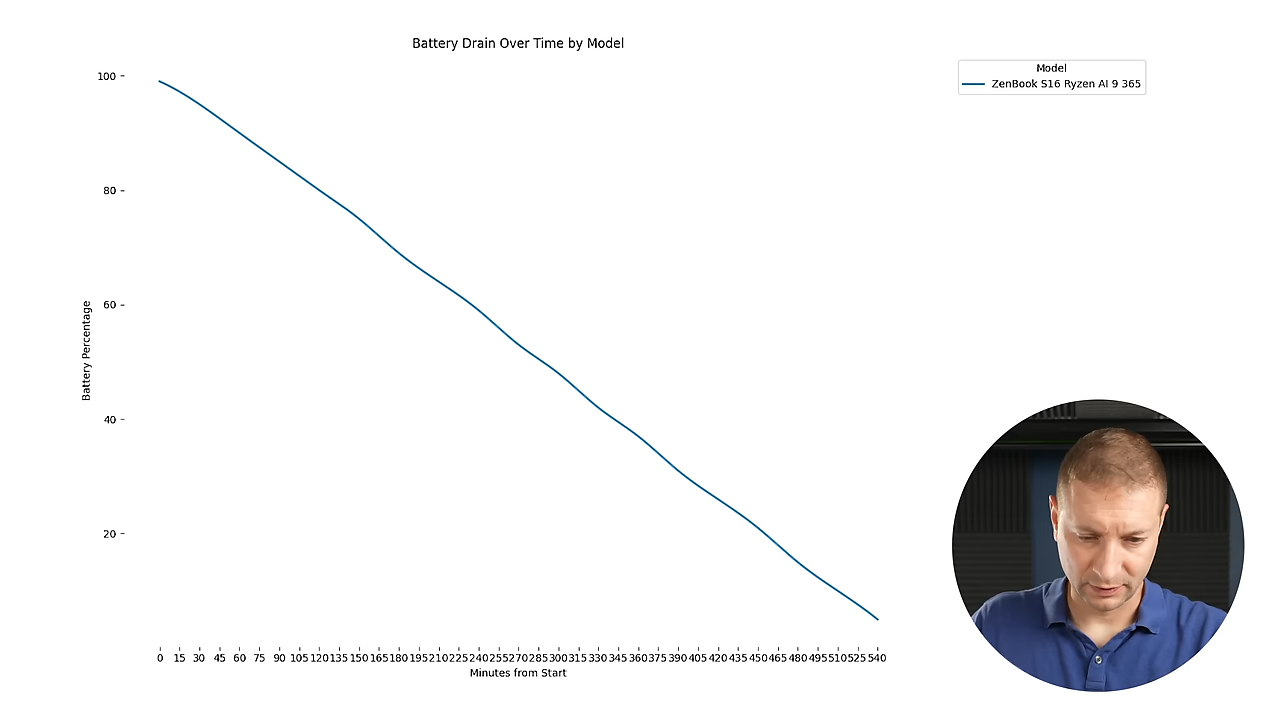 Battery Drain Over Time by Model
Model
ZenBook S16 Ryzen AI 9 365
100
80
60
40
20
Battery Percentage
0 15 30 45 60 75 90 105 120 135 150 165 180 195 210 225 240 255 270 285 300 315 330 345 360 375 390 405 420 435 450 465 480 495 510 525 540
Minutes from Start